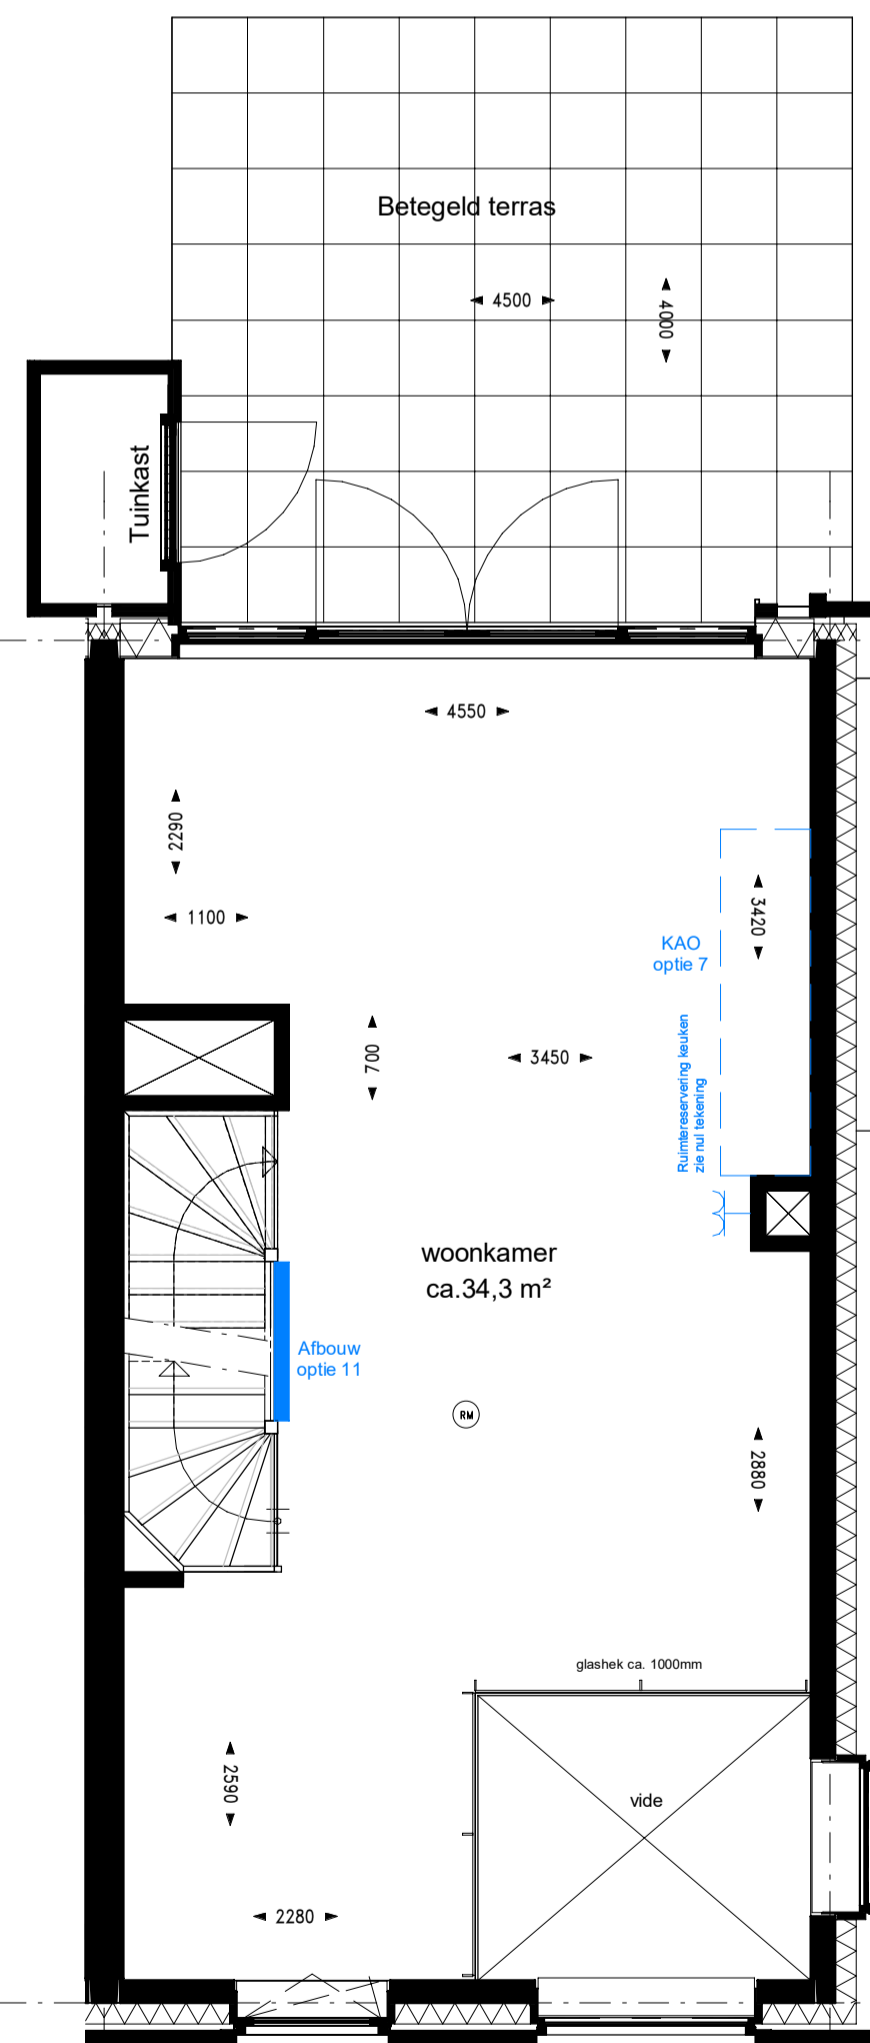 Betegeld terras
4500
4000
Tuinkast
4550
2290
1100
3420
KAO
optie 7
700
3450
Ruimtereservering keuken
zie nul tekening
woonkamer
ca.34,3 m²
Afbouw
optie 11
RM
2880
glashek ca. 1000mm
2590
vide
2280